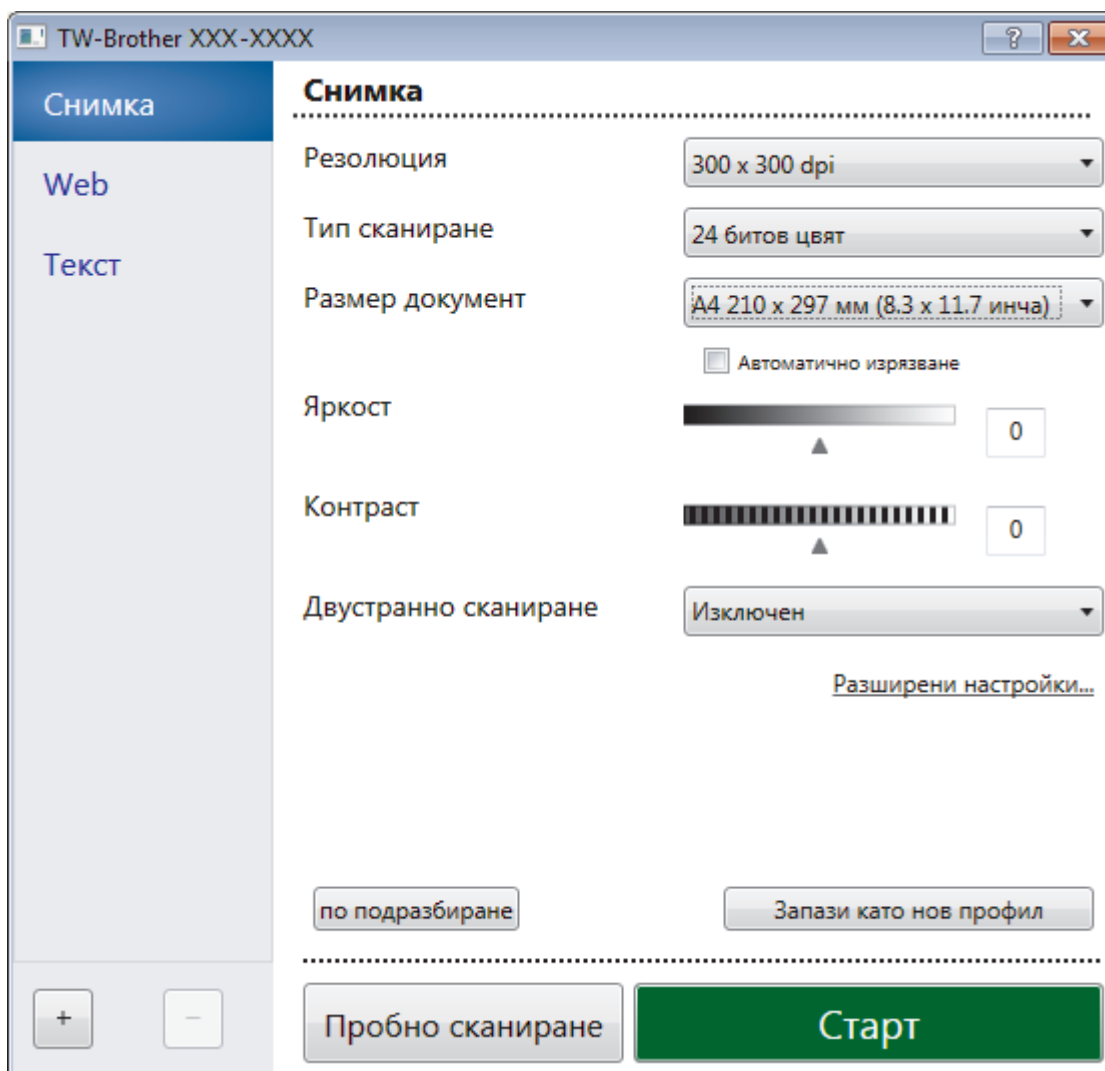 TW-Brother XXX-XXXX
?
Снимка
Web
Текст
Снимка
Резолюция
300 x 300 dpi
Тип сканиране
24 битов цвят
Размер документ
A4 210 x 297 мм (8.3 x 11.7 инча)
Автоматично изрязване
Яркост
0
Контраст
0
Двустранно сканиране
Изключен
Разширени настройки...
по подразбиране
Запази като нов профил
+
−
Пробно сканиране
Старт